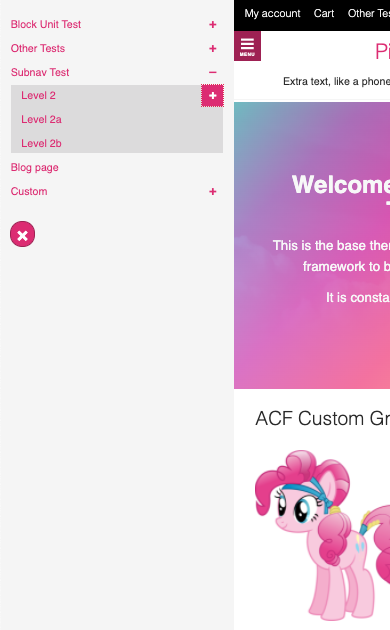 Block Unit Test +
Other Tests +
Subnav Test −
Level 2 +
Level 2a
Level 2b
Blog page
Custom +
My account Cart Other Te
MENU
Pi
Extra text, like a phone
Welcome
This is the base the
framework to b
It is consta
ACF Custom Gr